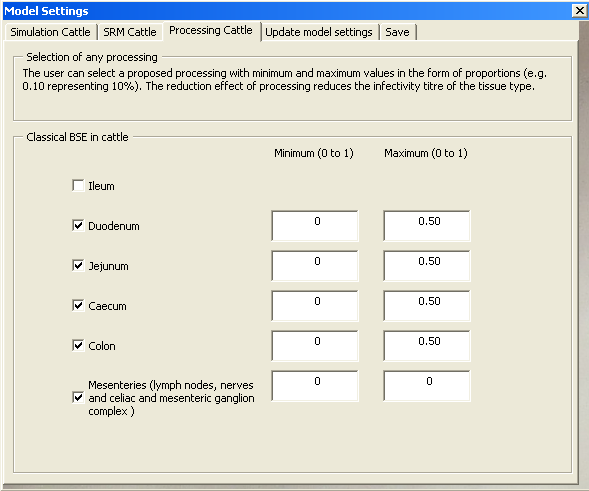 Model Settings
Simulation Cattle SRM Cattle Processing Cattle Update model settings Save
Selection of any processing
The user can select a proposed processing with minimum and maximum values in the form of proportions (e.g.
0.10 representing 10%). The reduction effect of processing reduces the infectivity titre of the tissue type.
Classical BSE in cattle
Minimum (0 to 1) Maximum (0 to 1)
Ileum
Duodenum 0 0.50
Jejunum 0 0.50
Caecum 0 0.50
Colon 0 0.50
Mesenteries (lymph nodes, nerves
and celiac and mesenteric ganglion
complex )
0 0